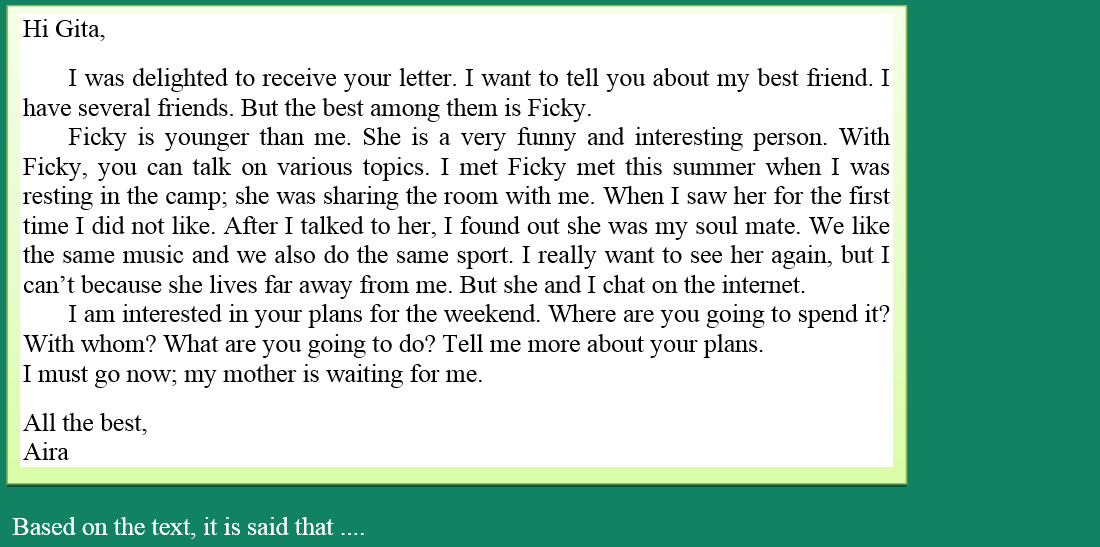 Hi Gita,
I was delighted to receive your letter. I want to tell you about my best friend. I
have several friends. But the best among them is Ficky.
Ficky is younger than me. She is a very funny and interesting person. With
Ficky, you can talk on various topics. I met Ficky met this summer when I was
resting in the camp; she was sharing the room with me. When I saw her for the first
time I did not like. After I talked to her, I found out she was my soul mate. We like
the same music and we also do the same sport. I really want to see her again, but I
can’t because she lives far away from me. But she and I chat on the internet.
I am interested in your plans for the weekend. Where are you going to spend it?
With whom? What are you going to do? Tell me more about your plans.
I must go now; my mother is waiting for me.
All the best,
Aira
Based on the text, it is said that ....